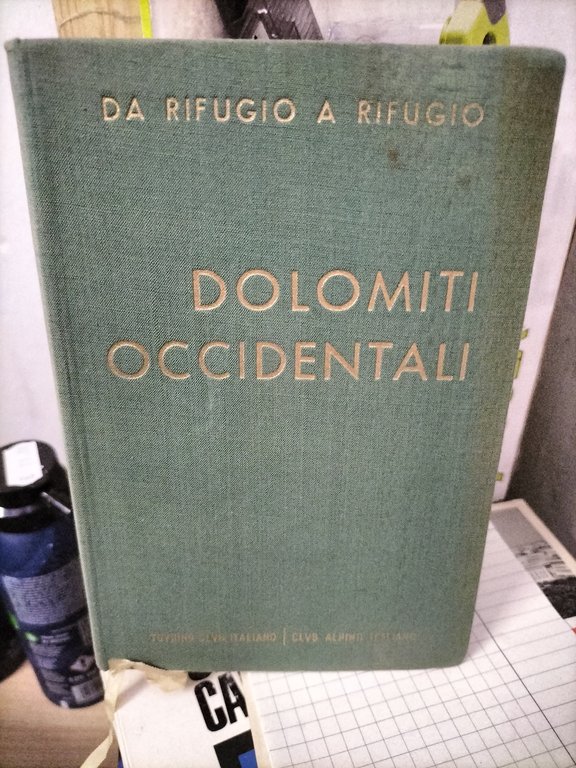 DA RIFUGIO A RIFUGIO
DOLOMITI
OCCIDENTALI
TOVRING CLVB ITALIANO | CLVB ALPINO ITALIANO
CA